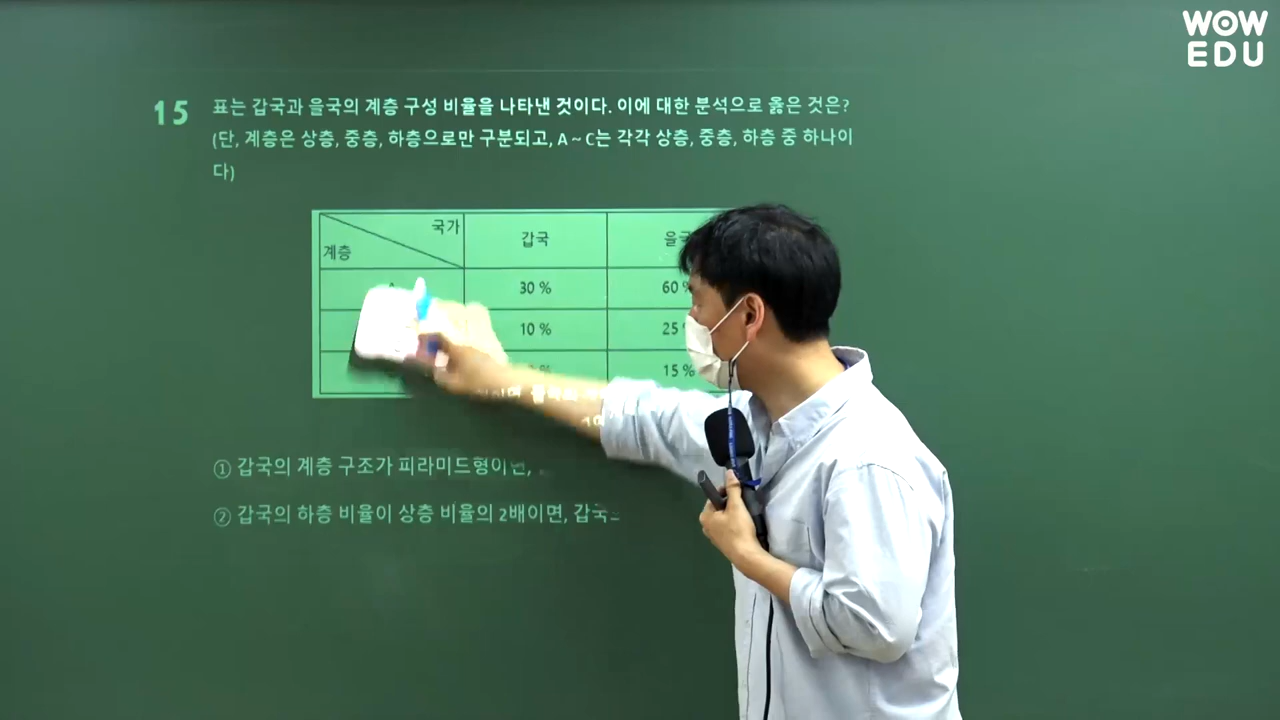 WOW
EDU
15 표는 갑국과 을국의 계층 구성 비율을 나타낸 것이다. 이에 대한 분석으로 옳은 것은?
(단, 계층은 상층, 중층, 하층으로만 구분되고, A ~ C는 각각 상층, 중층, 하층 중 하나이
다)
국가
계층
갑국
30 % 60 %
10 % 25
% 15 %
① 갑국의 계층 구조가 피라미드형이면,
② 갑국의 하층 비율이 상층 비율의 2배이면,